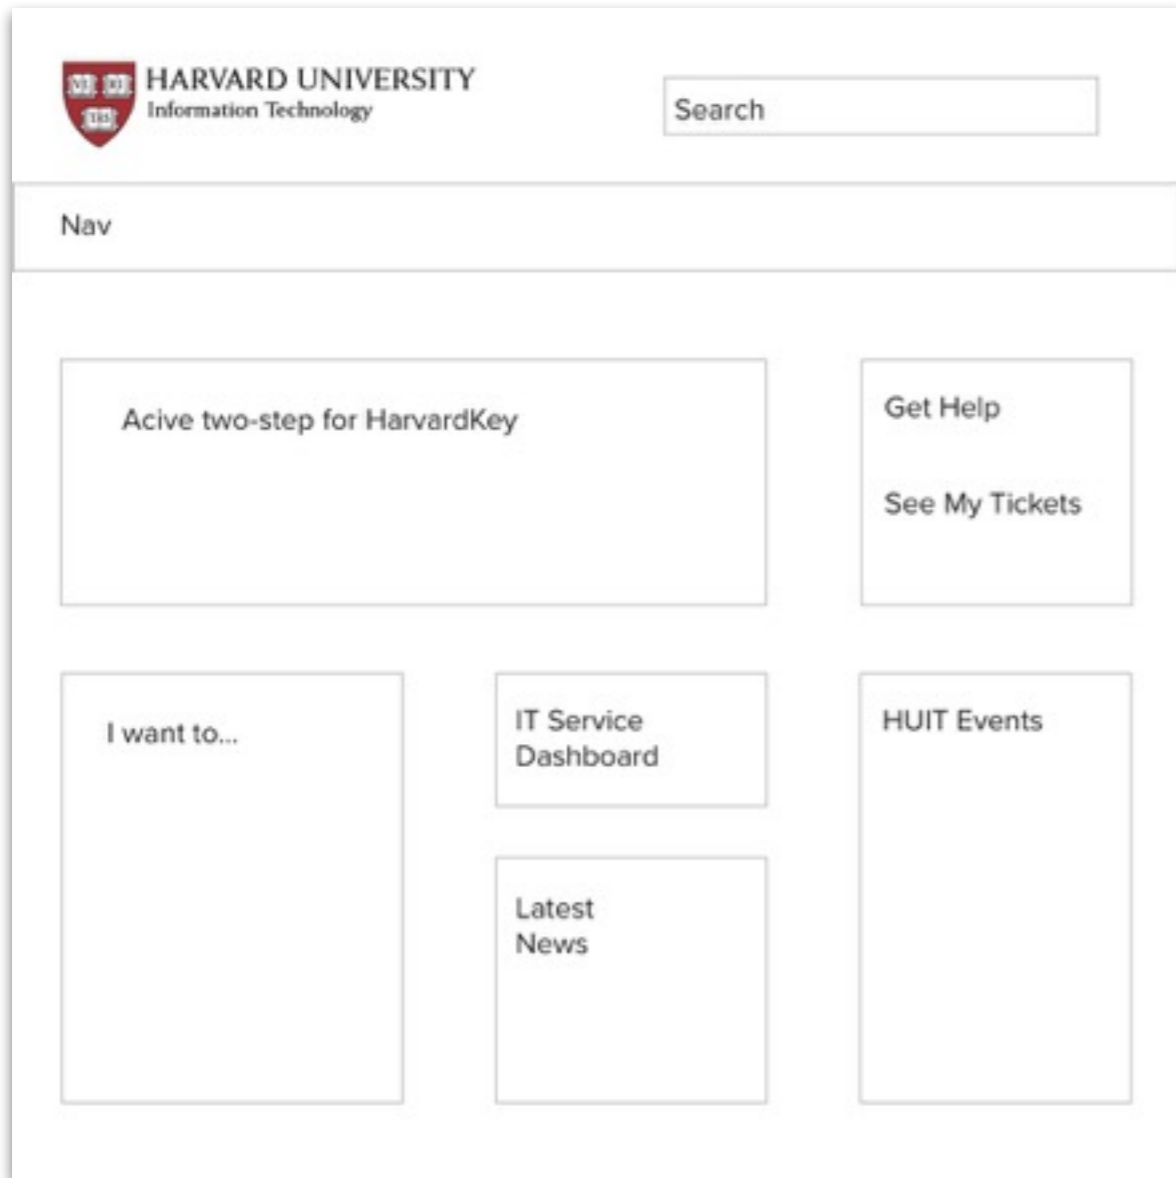 HARVARD UNIVERSITY
Information Technology
Search
Nav
Acive two-step for HarvardKey
Get Help
See My Tickets
I want to...
IT Service
Dashboard
Latest
News
HUIT Events